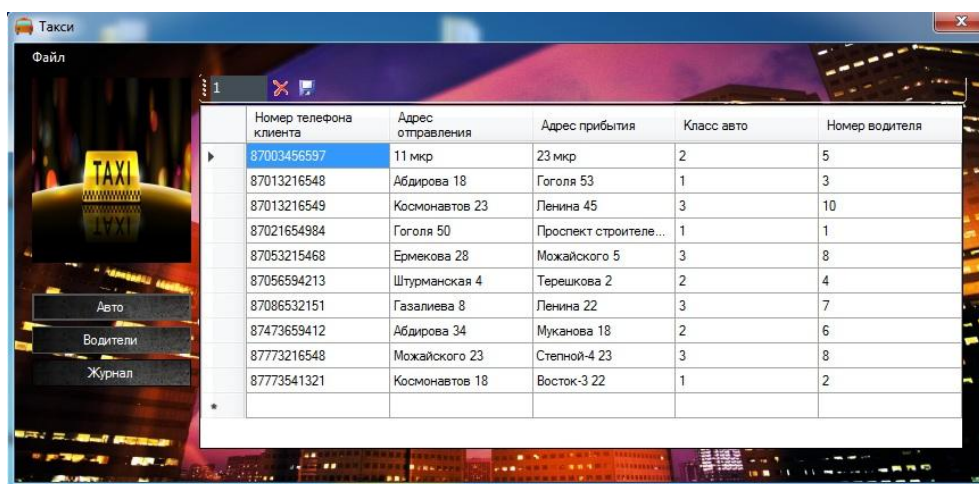 Такси
Файл
1
Номер телефона клиента Адрес отправления Адрес прибытия Класс авто Номер водителя
87003456597 11 мкр 23 мкр 2 5
87013216548 Абдирова 18 Гоголя 53 1 3
87013216549 Космонавтов 23 Ленина 45 3 10
87021654984 Гоголя 50 Проспект строителе... 1 1
87053215468 Ермекова 28 Можайского 5 3 8
87056594213 Штурманская 4 Терешкова 2 2 4
87086532151 Газалиева 8 Ленина 22 3 7
87473659412 Абдирова 34 Муканова 18 2 6
87773216548 Можайского 23 Степной-4 23 3 8
87773541321 Космонавтов 18 Восток-3 22 1 2
TAXI
Авто
Водители
Журнал